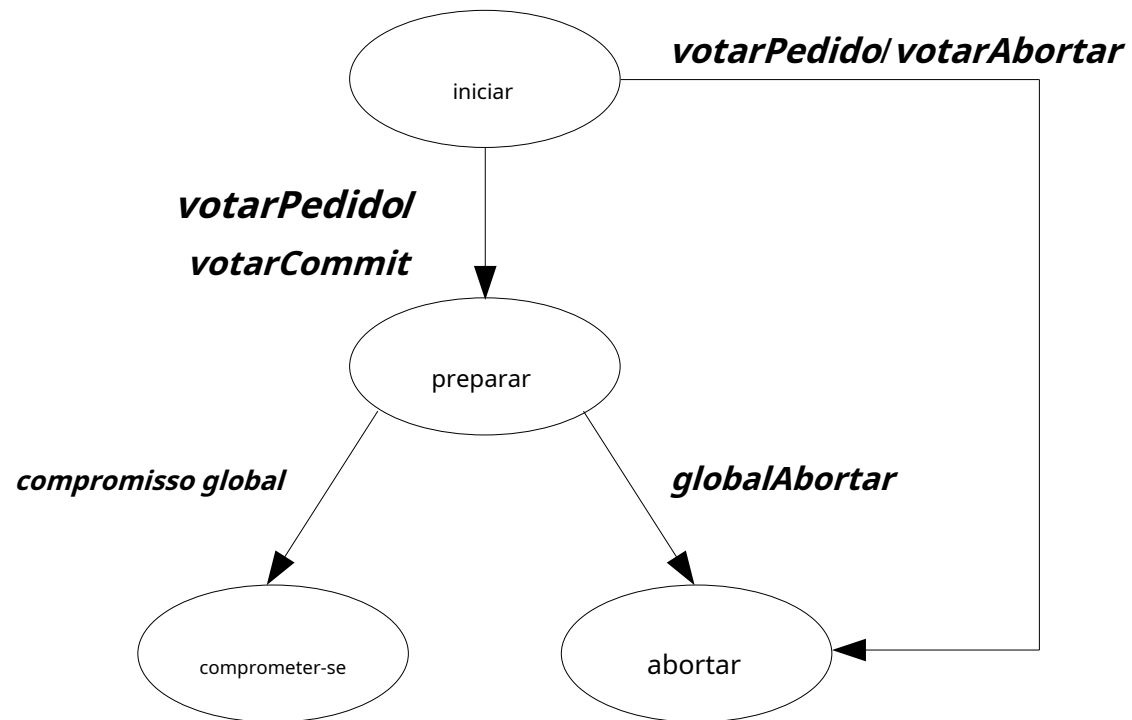 votarPedido/ votarAbortar
iniciar
votarPedido/
votarCommit
preparar
compromisso global
globalAbortar
comprometer-se
abortar